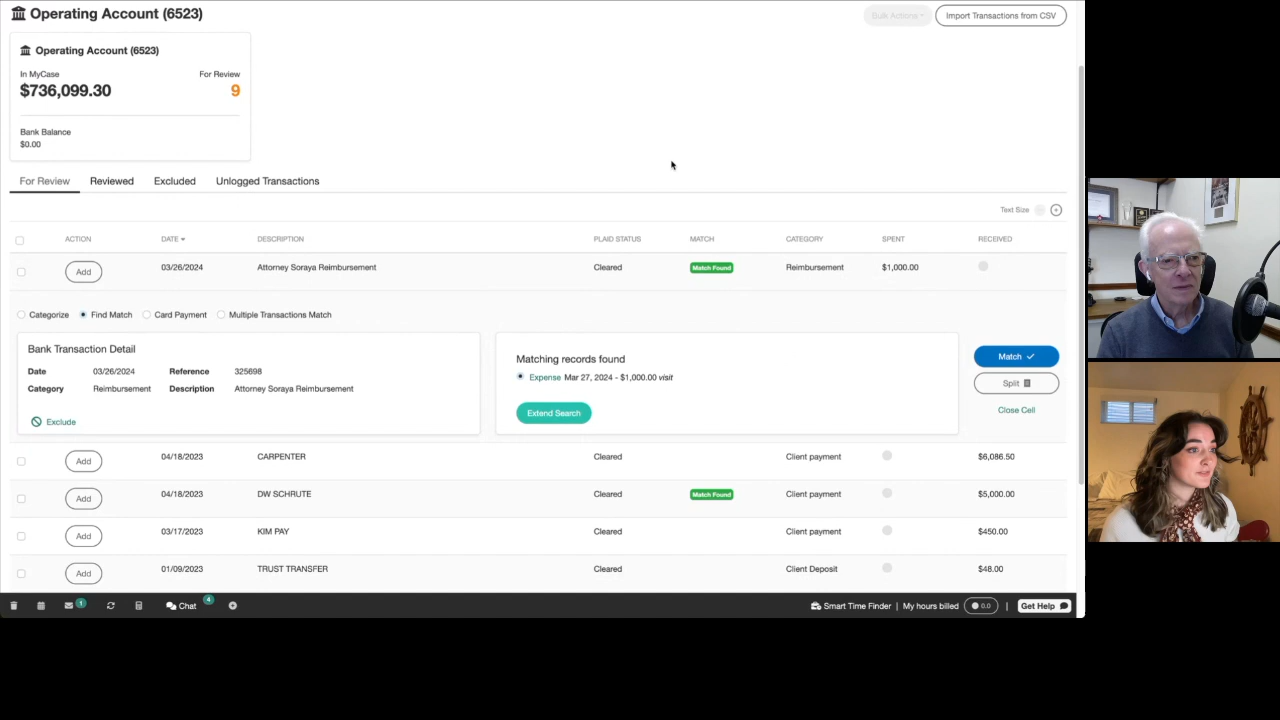 Operating Account (6523)
Bulk Actions
Import Transactions from CSV
Operating Account (6523)
In MyCase
For Review
$736,099.30
9
Bank Balance
$0.00
For Review
Reviewed
Excluded
Unlogged Transactions
Text Size
ACTION DATE DESCRIPTION PLAID STATUS MATCH CATEGORY SPENT RECEIVED
Add 03/26/2024 Attorney Soraya Reimbursement Cleared Match Found Reimbursement $1,000.00
Categorize Find Match Card Payment Multiple Transactions Match
Bank Transaction Detail
Date 03/26/2024 Reference 325698
Category Reimbursement Description Attorney Soraya Reimbursement
Exclude
Matching records found
Expense Mar 27, 2024 - $1,000.00 visit
Extend Search
Match
Split
Close Cell
Add 04/18/2023 CARPENTER Cleared Client payment $6,086.50
Add 04/18/2023 DW SCHRUTE Cleared Match Found Client payment $5,000.00
Add 03/17/2023 KIM PAY Cleared Client payment $450.00
Add 01/09/2023 TRUST TRANSFER Cleared Client Deposit $48.00
1
Chat 4
Smart Time Finder | My hours billed 0.0 | Get Help